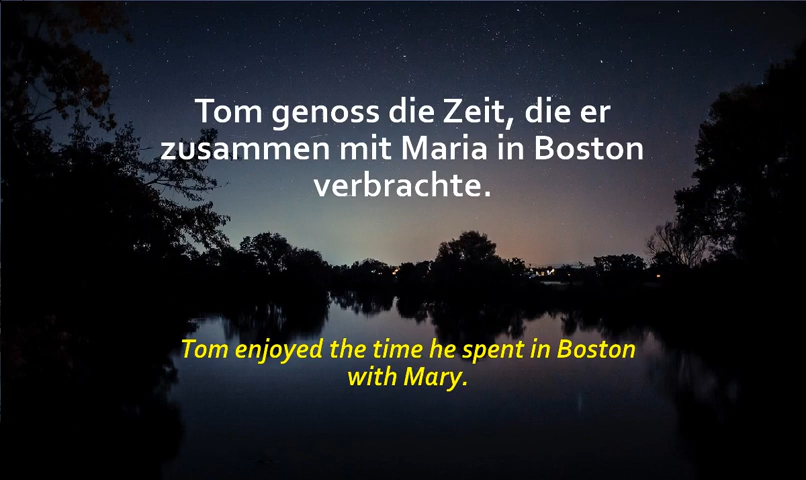 Tom genoss die Zeit, die er
zusammen mit Maria in Boston
verbrachte.
Tom enjoyed the time he spent in Boston
with Mary.